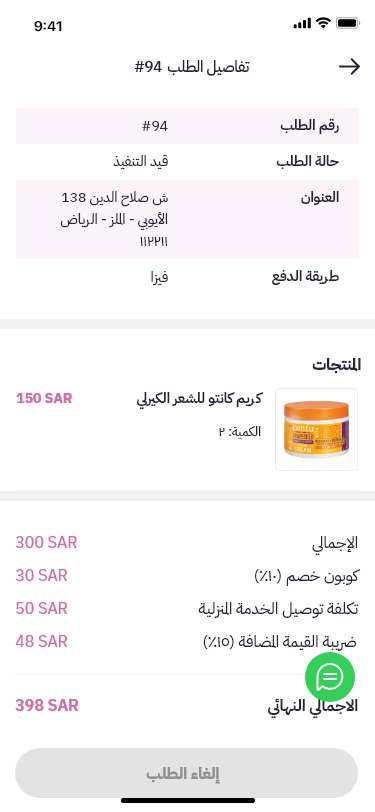 9:41
تفاصيل الطلب #94
رقم الطلب #94
حالة الطلب قيد التنفيذ
العنوان 138 ش صلاح الدين
الأيوبي - الملز - الرياض
١١٢٢١١
طريقة الدفع فيزا
المنتجات
كريم كانتو للشعر الكيرلي 150 SAR
الكمية: ٢
cantu
CREAM
الإجمالي 300 SAR
كوبون خصم (١٠٪) 30 SAR
تكلفة توصيل الخدمة المنزلية 50 SAR
ضريبة القيمة المضافة (١٥٪) 48 SAR
الاجمالي النهائي 398 SAR
إلغاء الطلب